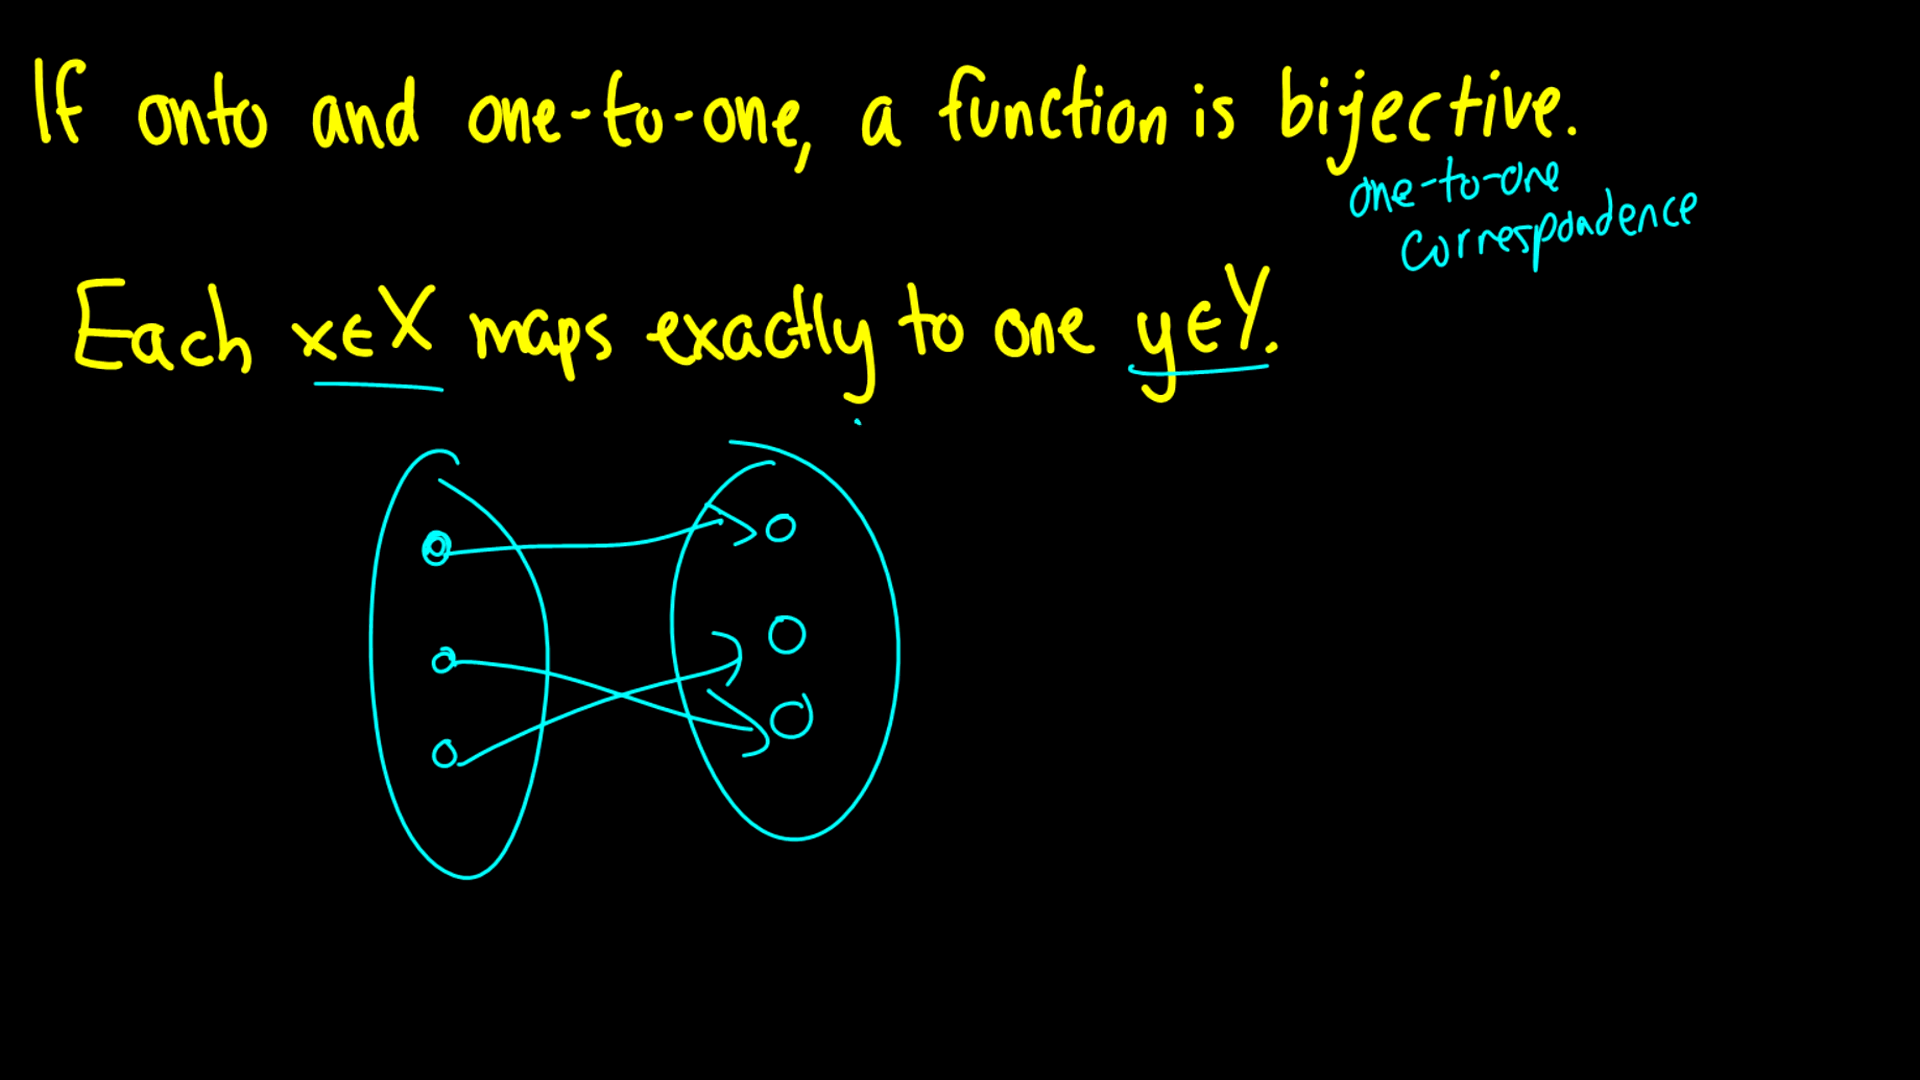 If onto and one-to-one, a function is bijective.
one-to-one
correspondence
Each x∈X maps exactly to one y∈Y.